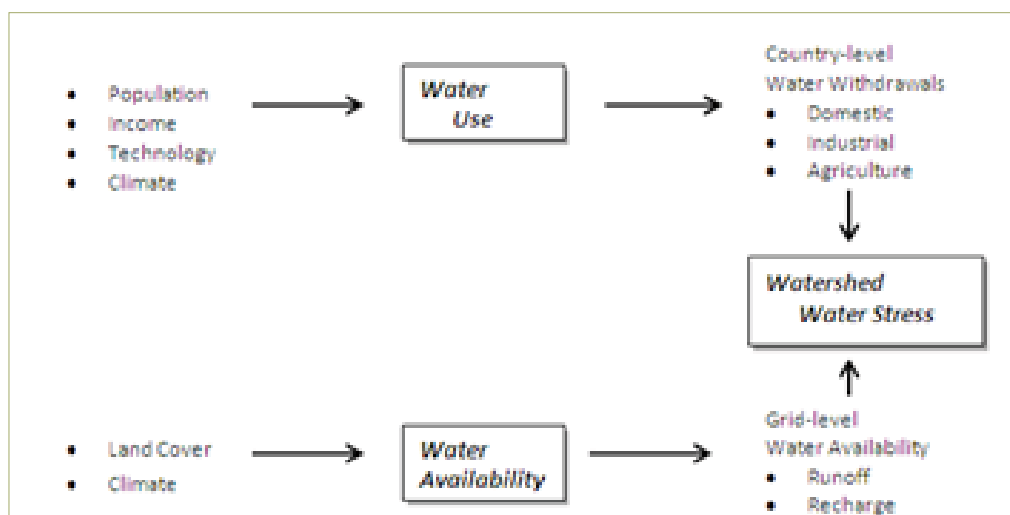 • Population
• Income
• Technology
• Climate
Water
Use
Country-level
Water Withdrawals
• Domestic
• Industrial
• Agriculture
Watershed
Water Stress
• Land Cover
• Climate
Water
Availability
Grid-level
Water Availability
• Runoff
• Recharge